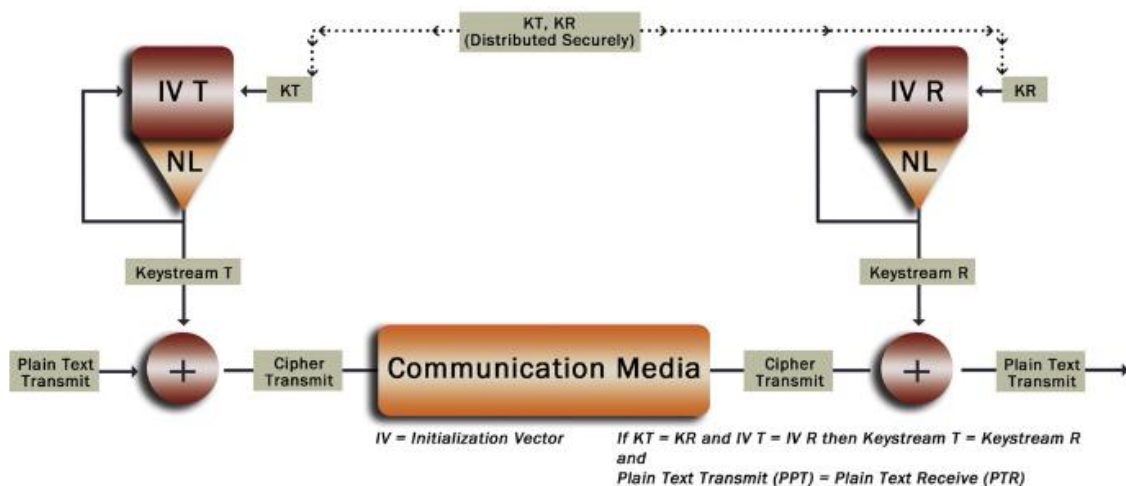 KT, KR
(Distributed Securely)
IV T
KT
IV R
KR
NL
NL
Keystream T
Keystream R
Plain Text
Transmit
+
Cipher
Transmit
Communication Media
Cipher
Transmit
+
Plain Text
Transmit
IV = Initialization Vector
If KT = KR and IV T = IV R then Keystream T = Keystream R
and
Plain Text Transmit (PPT) = Plain Text Receive (PTR)